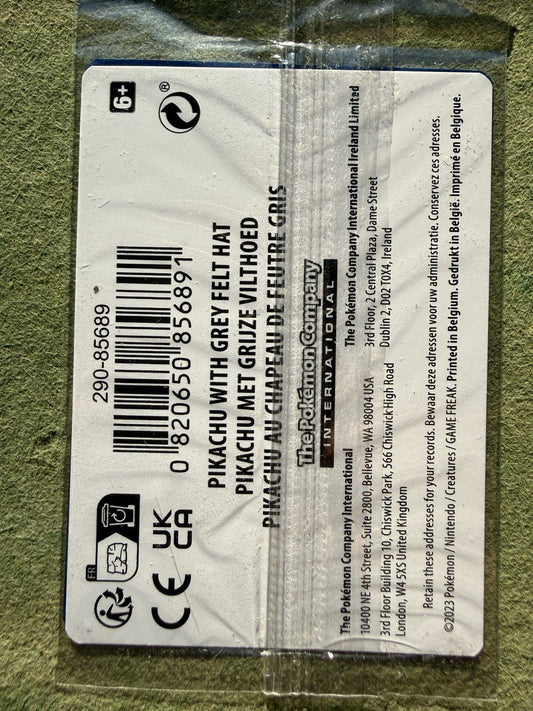 6+
®
290-85689
0 820650 856891
FR
CE
UK
CA
PIKACHU WITH GREY FELT HAT
PIKACHU MET GRIJZE VILTHOED
PIKACHU AU CHAPEAU DE FEUTRE GRIS
The Pokémon Company
INTERNATIONAL
The Pokémon Company International
10400 NE 4th Street, Suite 2800, Bellevue, WA 98004 USA
3rd Floor Building 10, Chiswick Park, 566 Chiswick High Road
London, W4 5XS United Kingdom
The Pokémon Company International Ireland Limited
3rd Floor, 2 Central Plaza, Dame Street
Dublin 2, D02 T0X4, Ireland
Retain these addresses for your records. Bewaar deze adressen voor uw administratie. Conservez ces adresses.
©2023 Pokémon / Nintendo / Creatures / GAME FREAK. Printed in Belgium. Gedrukt in België. Imprimé en Belgique.